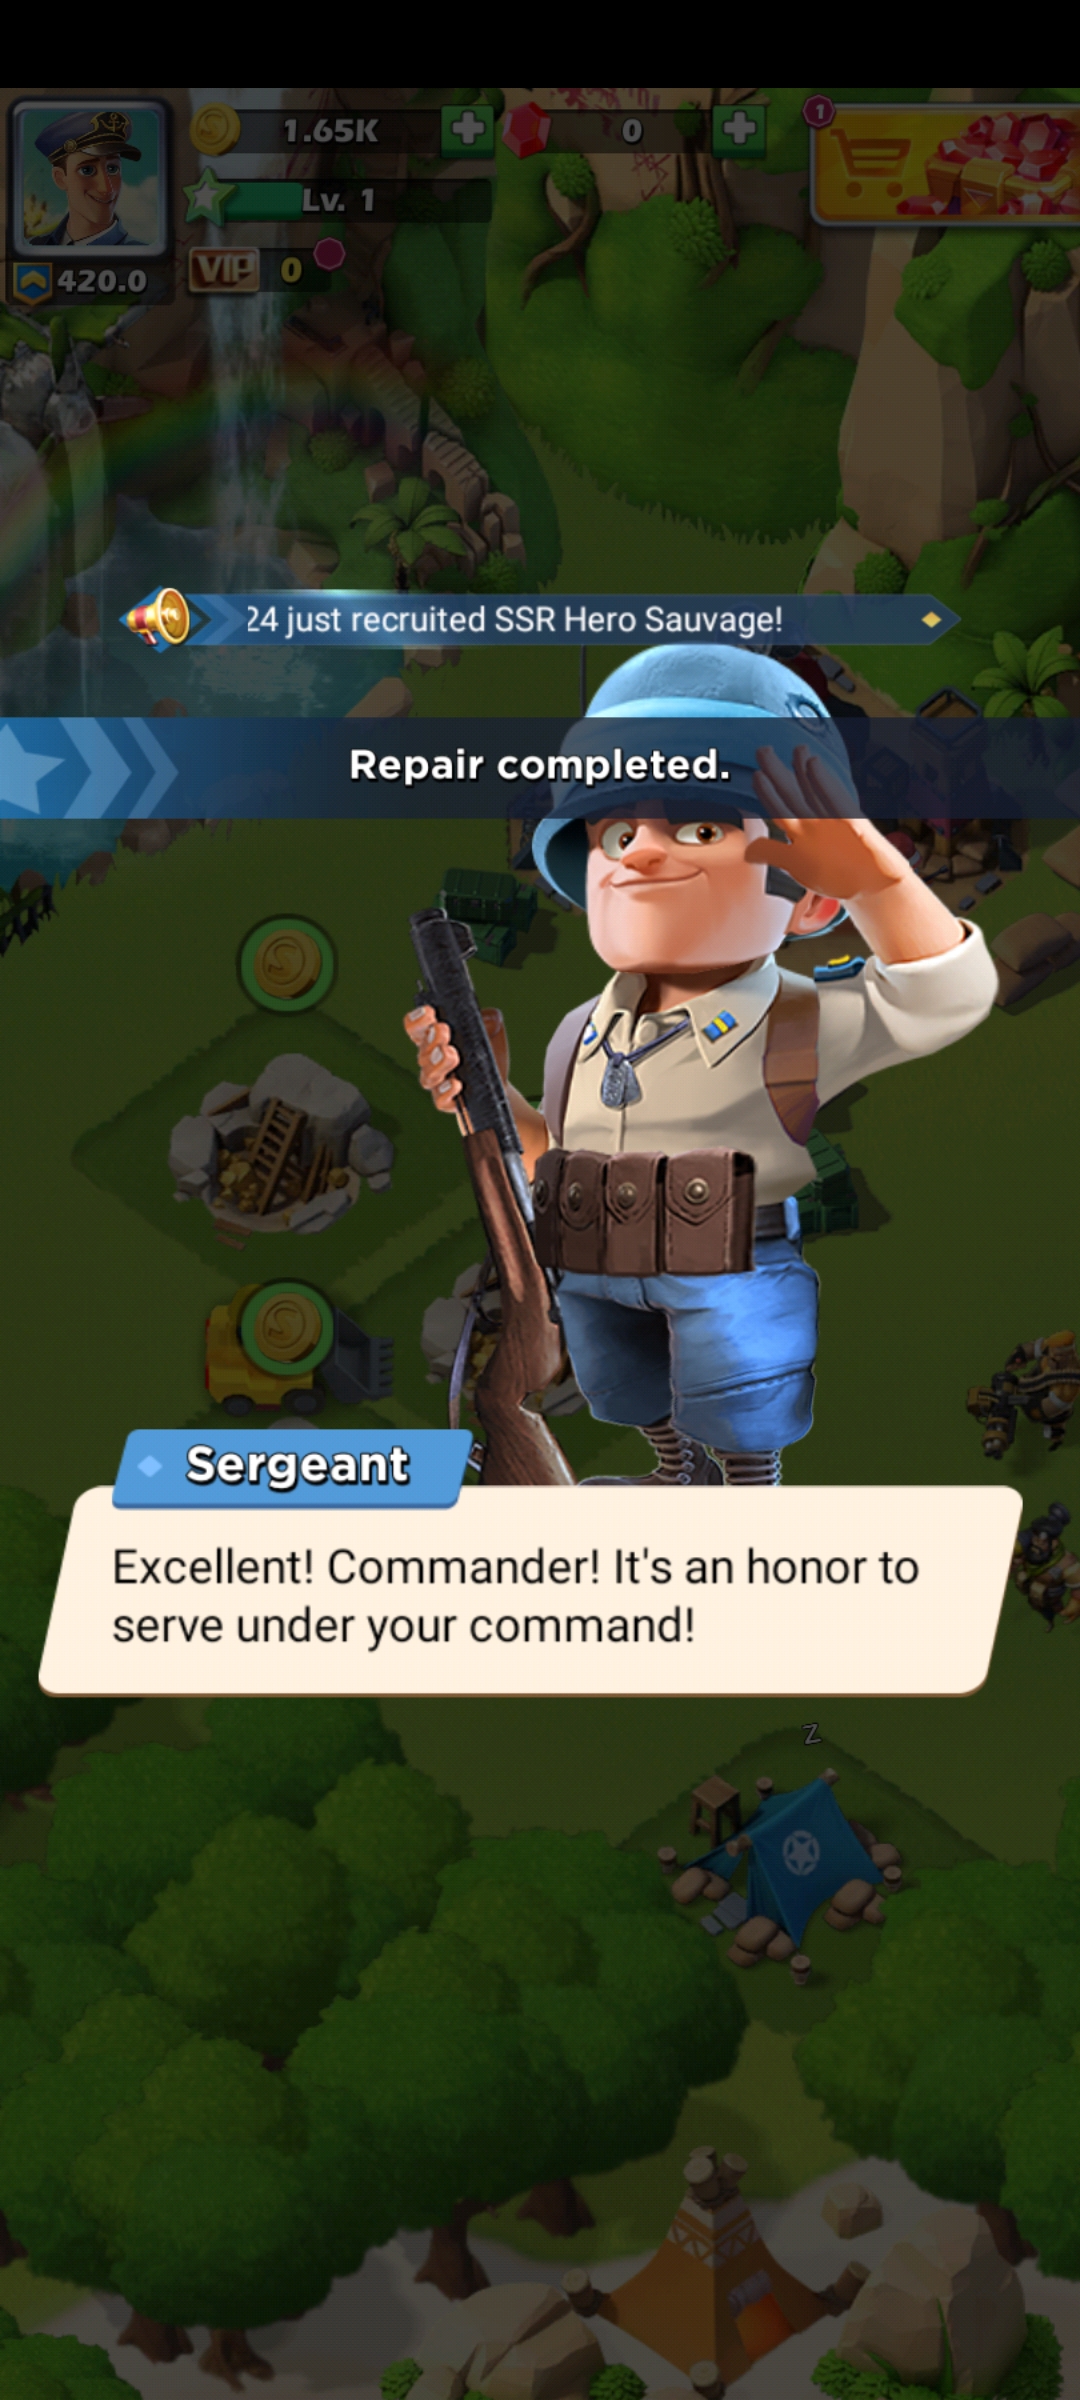 1.65K
0
1
Lv. 1
VIP 0
420.0
24 just recruited SSR Hero Sauvage!
Repair completed.
Sergeant
Excellent! Commander! It's an honor to
serve under your command!
Z